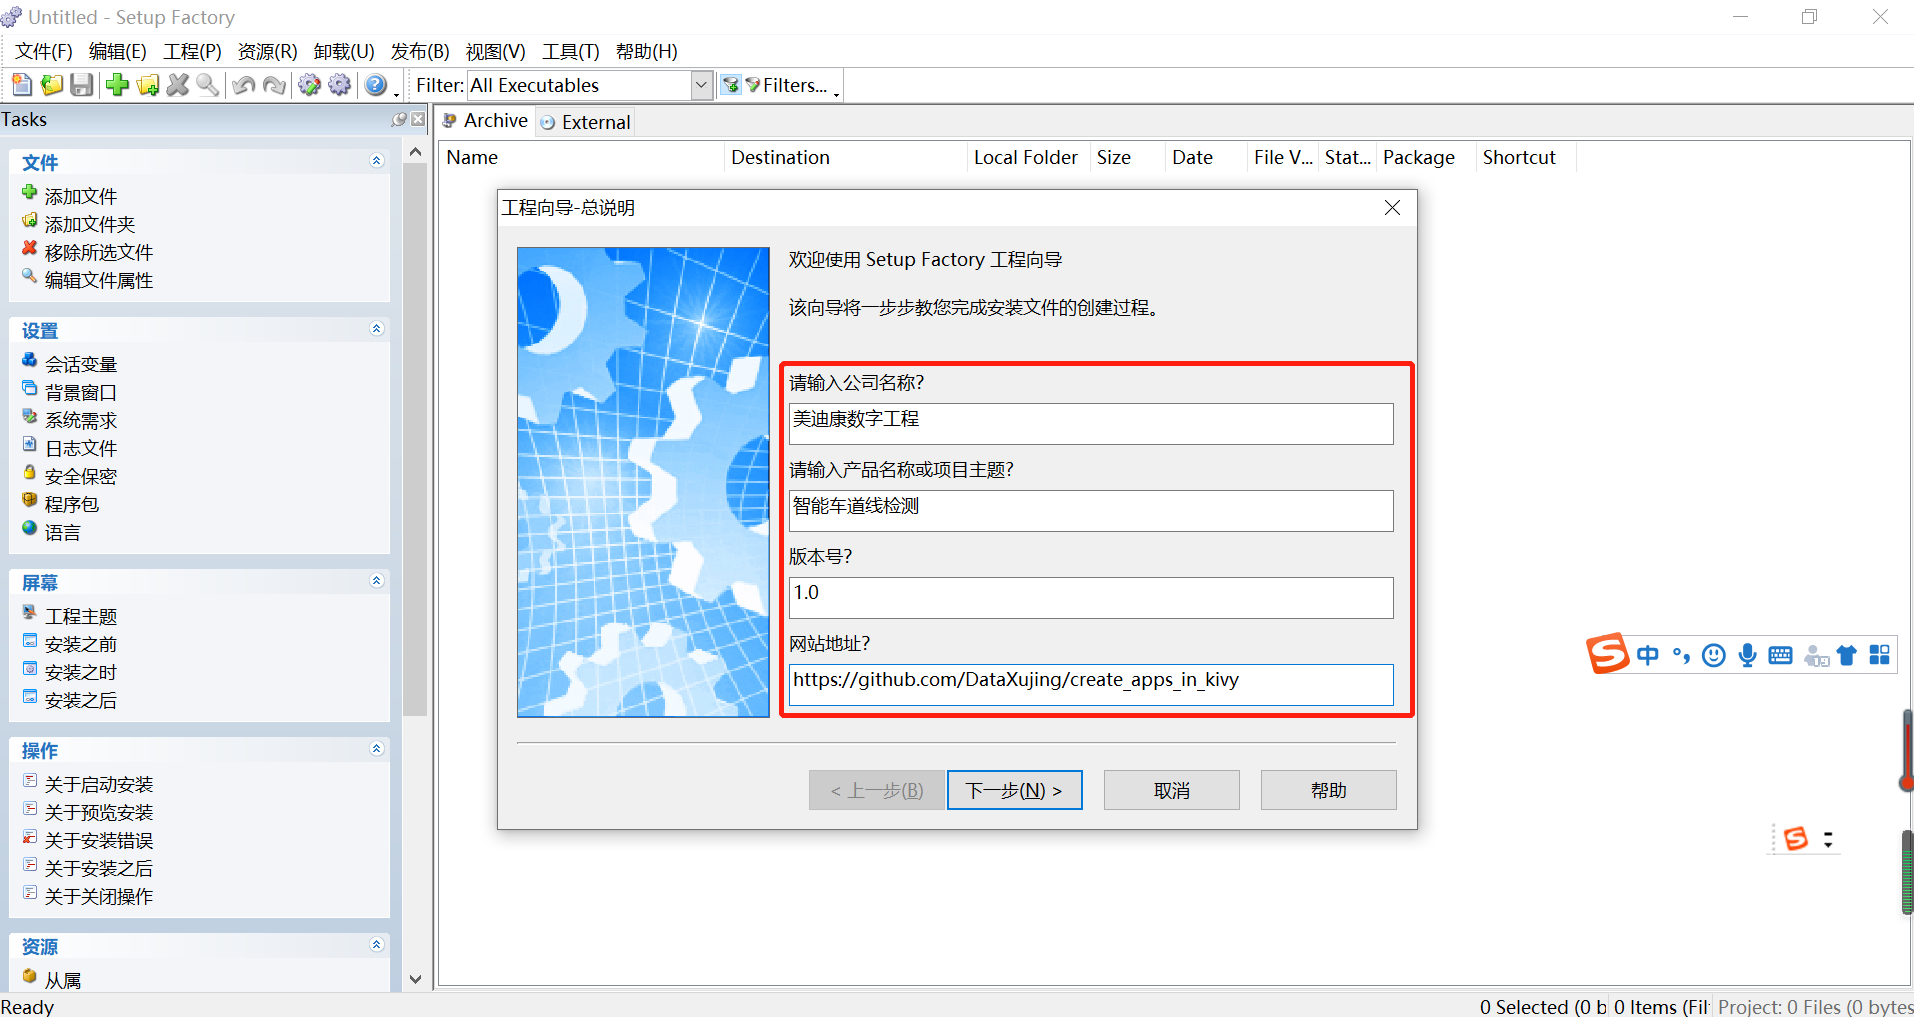 Untitled - Setup Factory
文件(F) 编辑(E) 工程(P) 资源(R) 卸载(U) 发布(B) 视图(V) 工具(T) 帮助(H)
Filter: All Executables Filters...
Tasks
Archive External
Name Destination Local Folder Size Date File V... Stat... Package Shortcut
文件
添加文件
添加文件夹
移除所选文件
编辑文件属性
设置
会话变量
背景窗口
系统需求
日志文件
安全保密
程序包
语言
屏幕
工程主题
安装之前
安装之时
安装之后
操作
关于启动安装
关于预览安装
关于安装错误
关于安装之后
关于关闭操作
资源
从属
工程向导-总说明
欢迎使用 Setup Factory 工程向导
该向导将一步步教您完成安装文件的创建过程。
请输入公司名称?
美迪康数字工程
请输入产品名称或项目主题?
智能车道线检测
版本号?
1.0
网站地址?
https://github.com/DataXujing/create_apps_in_kivy
< 上一步(B) 下一步(N) > 取消 帮助
中
Ready
0 Selected (0 b 0 Items (Fil Project: 0 Files (0 bytes